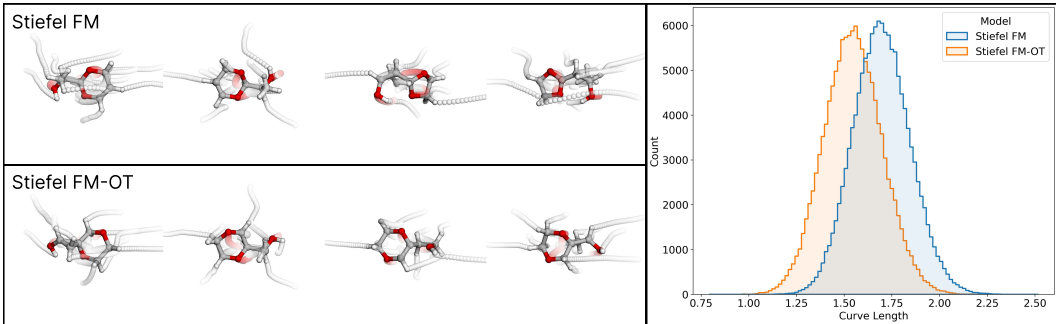 Stiefel FM
Stiefel FM-OT
Model
Stiefel FM
Stiefel FM-OT
6000
5000
4000
3000
2000
1000
0
Count
0.75 1.00 1.25 1.50 1.75 2.00 2.25 2.50
Curve Length